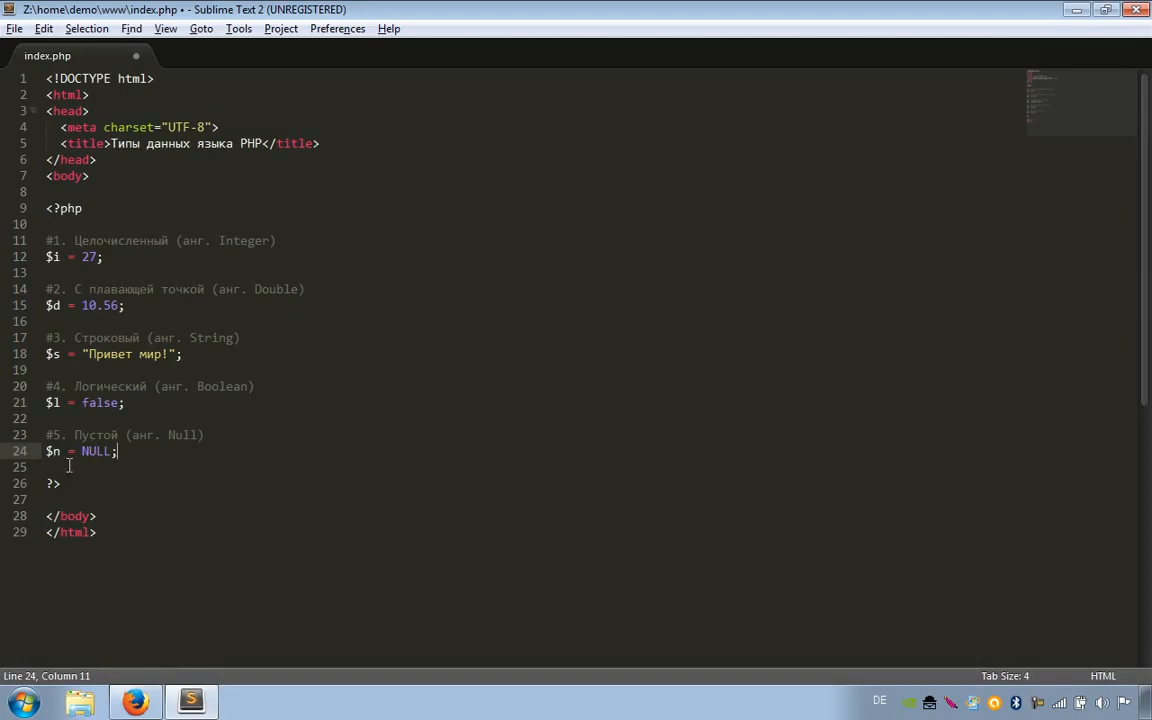 Z:\home\demo\www\index.php • - Sublime Text 2 (UNREGISTERED)
File Edit Selection Find View Goto Tools Project Preferences Help
index.php
1 <!DOCTYPE html>
2 <html>
3 <head>
4 <meta charset="UTF-8">
5 <title>Типы данных языка PHP</title>
6 </head>
7 <body>
8
9 <?php
10
11 #1. Целочисленный (анг. Integer)
12 $i = 27;
13
14 #2. С плавающей точкой (анг. Double)
15 $d = 10.56;
16
17 #3. Строковый (анг. String)
18 $s = "Привет мир!";
19
20 #4. Логический (анг. Boolean)
21 $l = false;
22
23 #5. Пустой (анг. Null)
24 $n = NULL;
25
26 ?>
27
28 </body>
29 </html>
Line 24, Column 11 Tab Size: 4 HTML
DE